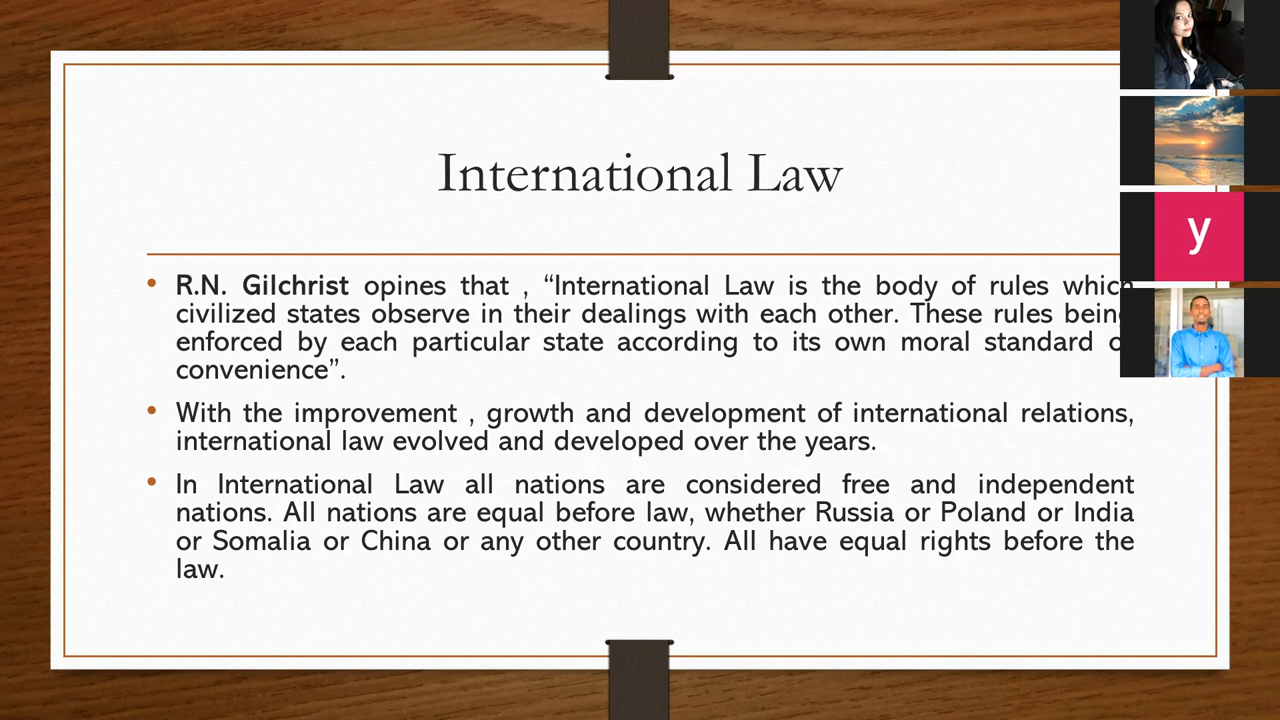 International Law
R.N. Gilchrist opines that , “International Law is the body of rules which
civilized states observe in their dealings with each other. These rules being
enforced by each particular state according to its own moral standard
convenience”.
With the improvement , growth and development of international relations,
international law evolved and developed over the years.
In International Law all nations are considered free and independent
nations. All nations are equal before law, whether Russia or Poland or India
or Somalia or China or any other country. All have equal rights before the
law.
y